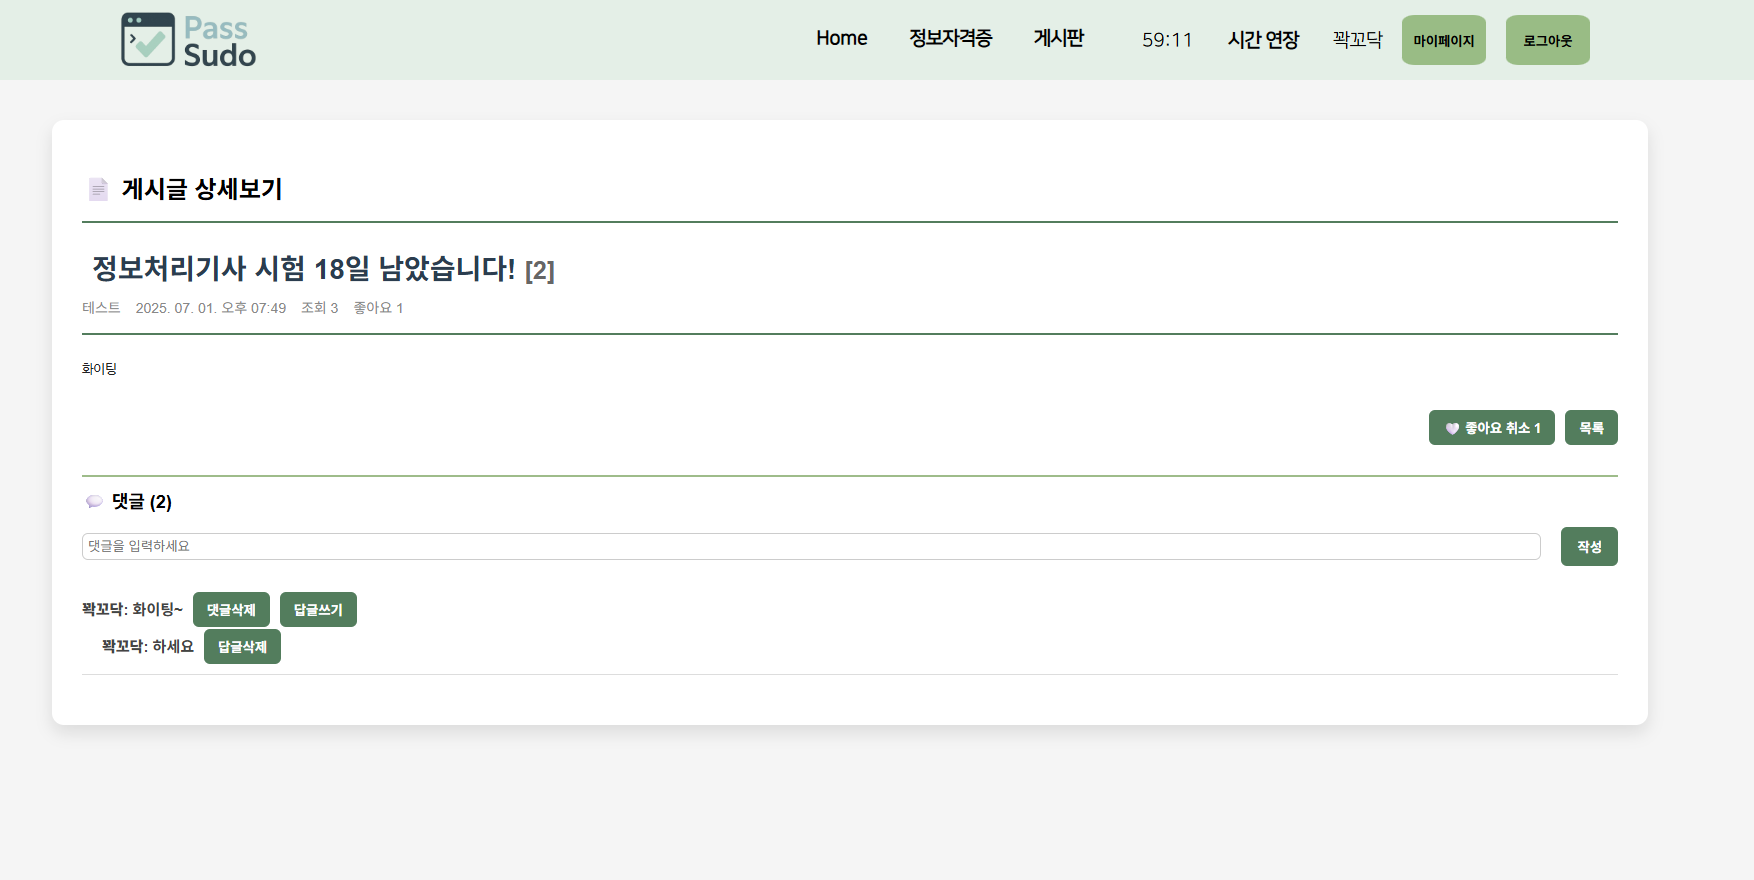 Pass
Sudo
Home 정보자격증 게시판 59:11 시간 연장 꽉꼬닥 마이페이지 로그아웃
게시글 상세보기
정보처리기사 시험 18일 남았습니다! [2]
테스트 2025. 07. 01. 오후 07:49 조회 3 좋아요 1
화이팅
좋아요 취소 1 목록
댓글 (2)
댓글을 입력하세요 작성
꽉꼬닥: 화이팅~ 댓글삭제 답글쓰기
꽉꼬닥: 하세요 답글삭제